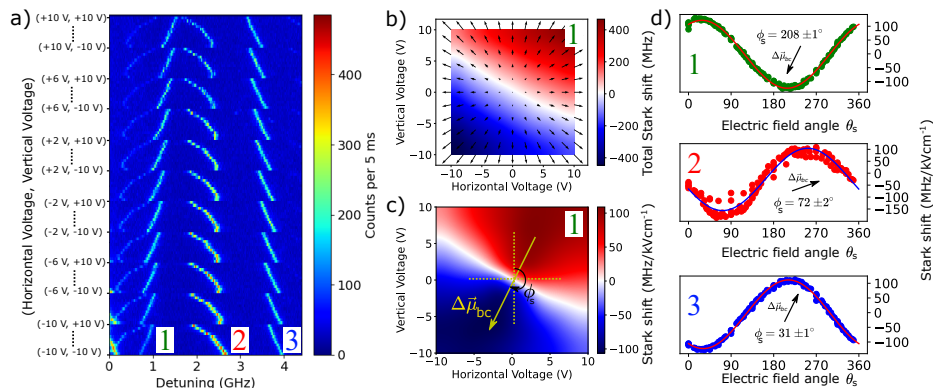 a)
(Horizontal Voltage, Vertical Voltage)
(+10 V, +10 V)
(+10 V, -10 V)
(+6 V, +10 V)
(+6 V, -10 V)
(+2 V, +10 V)
(+2 V, -10 V)
(-2 V, +10 V)
(-2 V, -10 V)
(-6 V, +10 V)
(-6 V, -10 V)
(-10 V, +10 V)
(-10 V, -10 V)
1
2
3
0 1 2 3 4
Detuning (GHz)
400
300
200
100
0
Counts per 5 ms
b)
1
Vertical Voltage (V)
10
5
0
−5
−10
−10 −5 0 5 10
Horizontal Voltage (V)
400
200
0
−200
−400
Total Stark shift (MHz)
c)
1
Vertical Voltage (V)
10
5
0
−5
−10
Δμ⃗bc
ϕs
−10 −5 0 5 10
Horizontal Voltage (V)
100
50
0
−50
−100
Stark shift (MHz/kVcm⁻¹)
d)
1
ϕs = 208 ±1°
Δμ⃗bc
100
50
0
−50
−100
0 90 180 270 360
Electric field angle θs
2
Δμ⃗bc
ϕs = 72 ±2°
100
50
0
−50
−100
−150
0 90 180 270 360
Electric field angle θs
3
Δμ⃗bc
ϕs = 31 ±1°
100
50
0
−50
−100
0 90 180 270 360
Electric field angle θs
Stark shift (MHz/kVcm⁻¹)